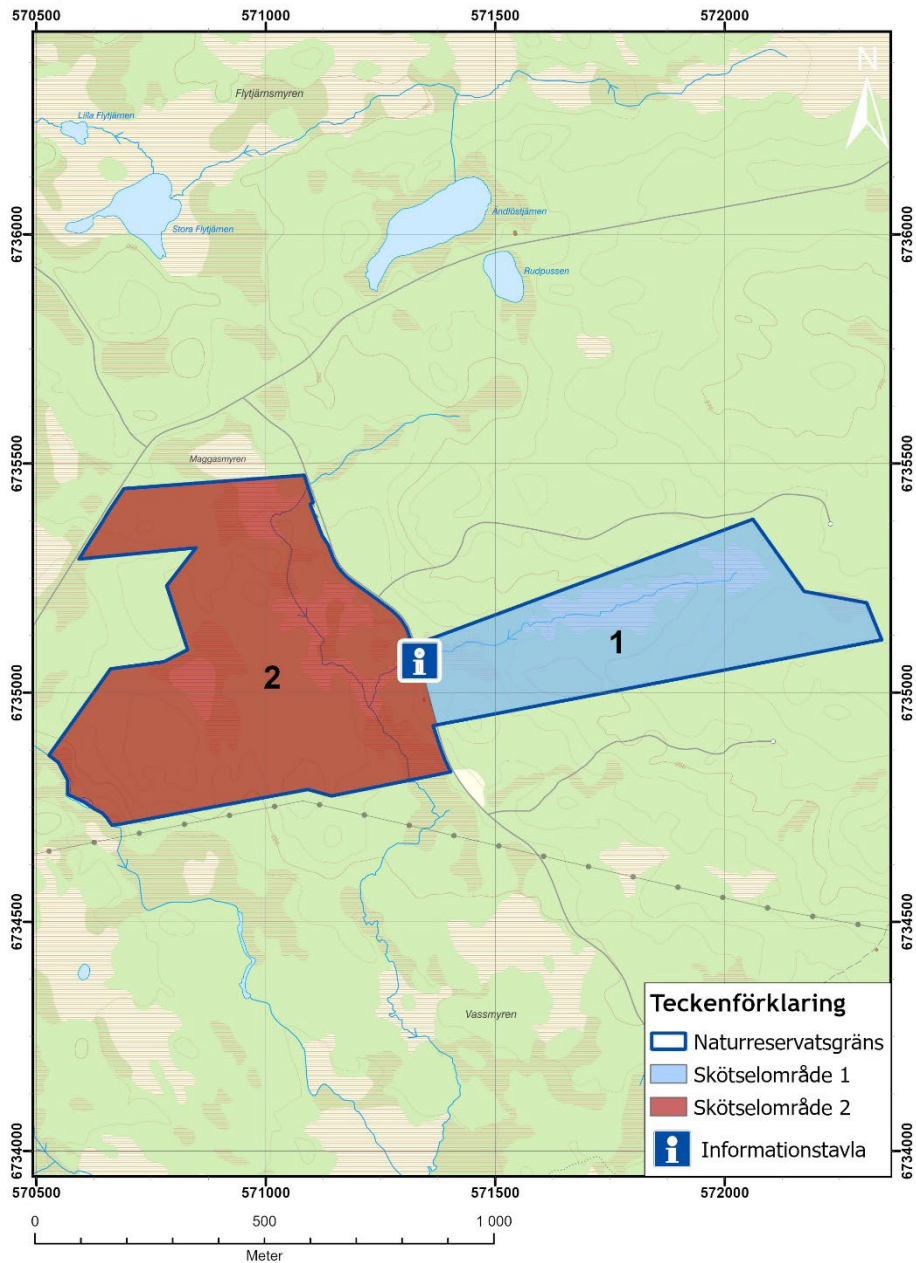 570500 571000 571500 572000
N
Flytjärnsmyren
Lilla Flytjärnen
Stora Flytjärnen
Andlöstjärnen
Rudpussen
6736000 6736000
Maggasmyren
6735500 6735500
1
2
6735000 6735000
6734500 6734500
Vassmyren
6734000 6734000
Teckenförklaring
Naturreservatsgräns
Skötselområde 1
Skötselområde 2
i Informationstavla
570500 571000 571500 572000
0 500 1 000
Meter